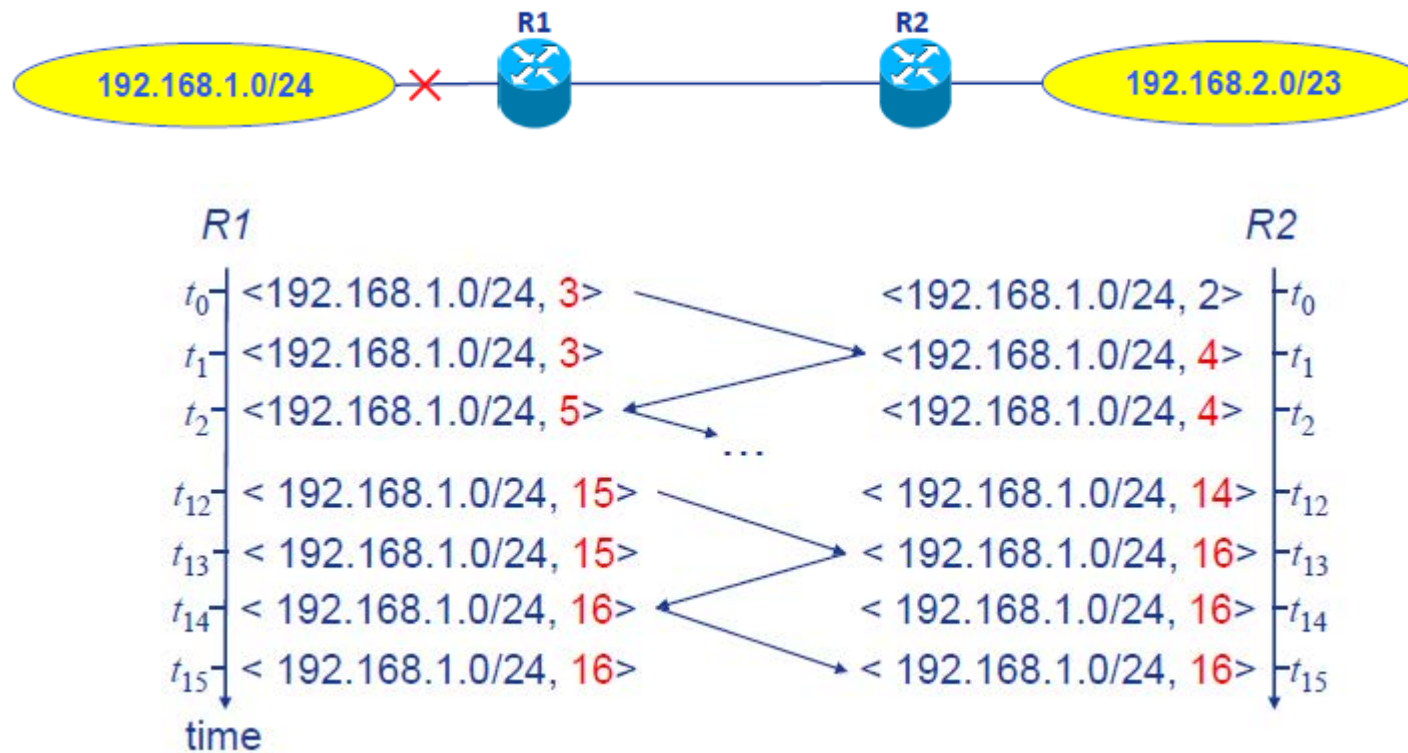 R1 R2
192.168.1.0/24 192.168.2.0/23
R1 R2
t0 <192.168.1.0/24, 3> <192.168.1.0/24, 2> t0
t1 <192.168.1.0/24, 3> <192.168.1.0/24, 4> t1
t2 <192.168.1.0/24, 5> <192.168.1.0/24, 4> t2
...
t12 < 192.168.1.0/24, 15> < 192.168.1.0/24, 14> t12
t13 < 192.168.1.0/24, 15> < 192.168.1.0/24, 16> t13
t14 < 192.168.1.0/24, 16> < 192.168.1.0/24, 16> t14
t15 < 192.168.1.0/24, 16> < 192.168.1.0/24, 16> t15
time